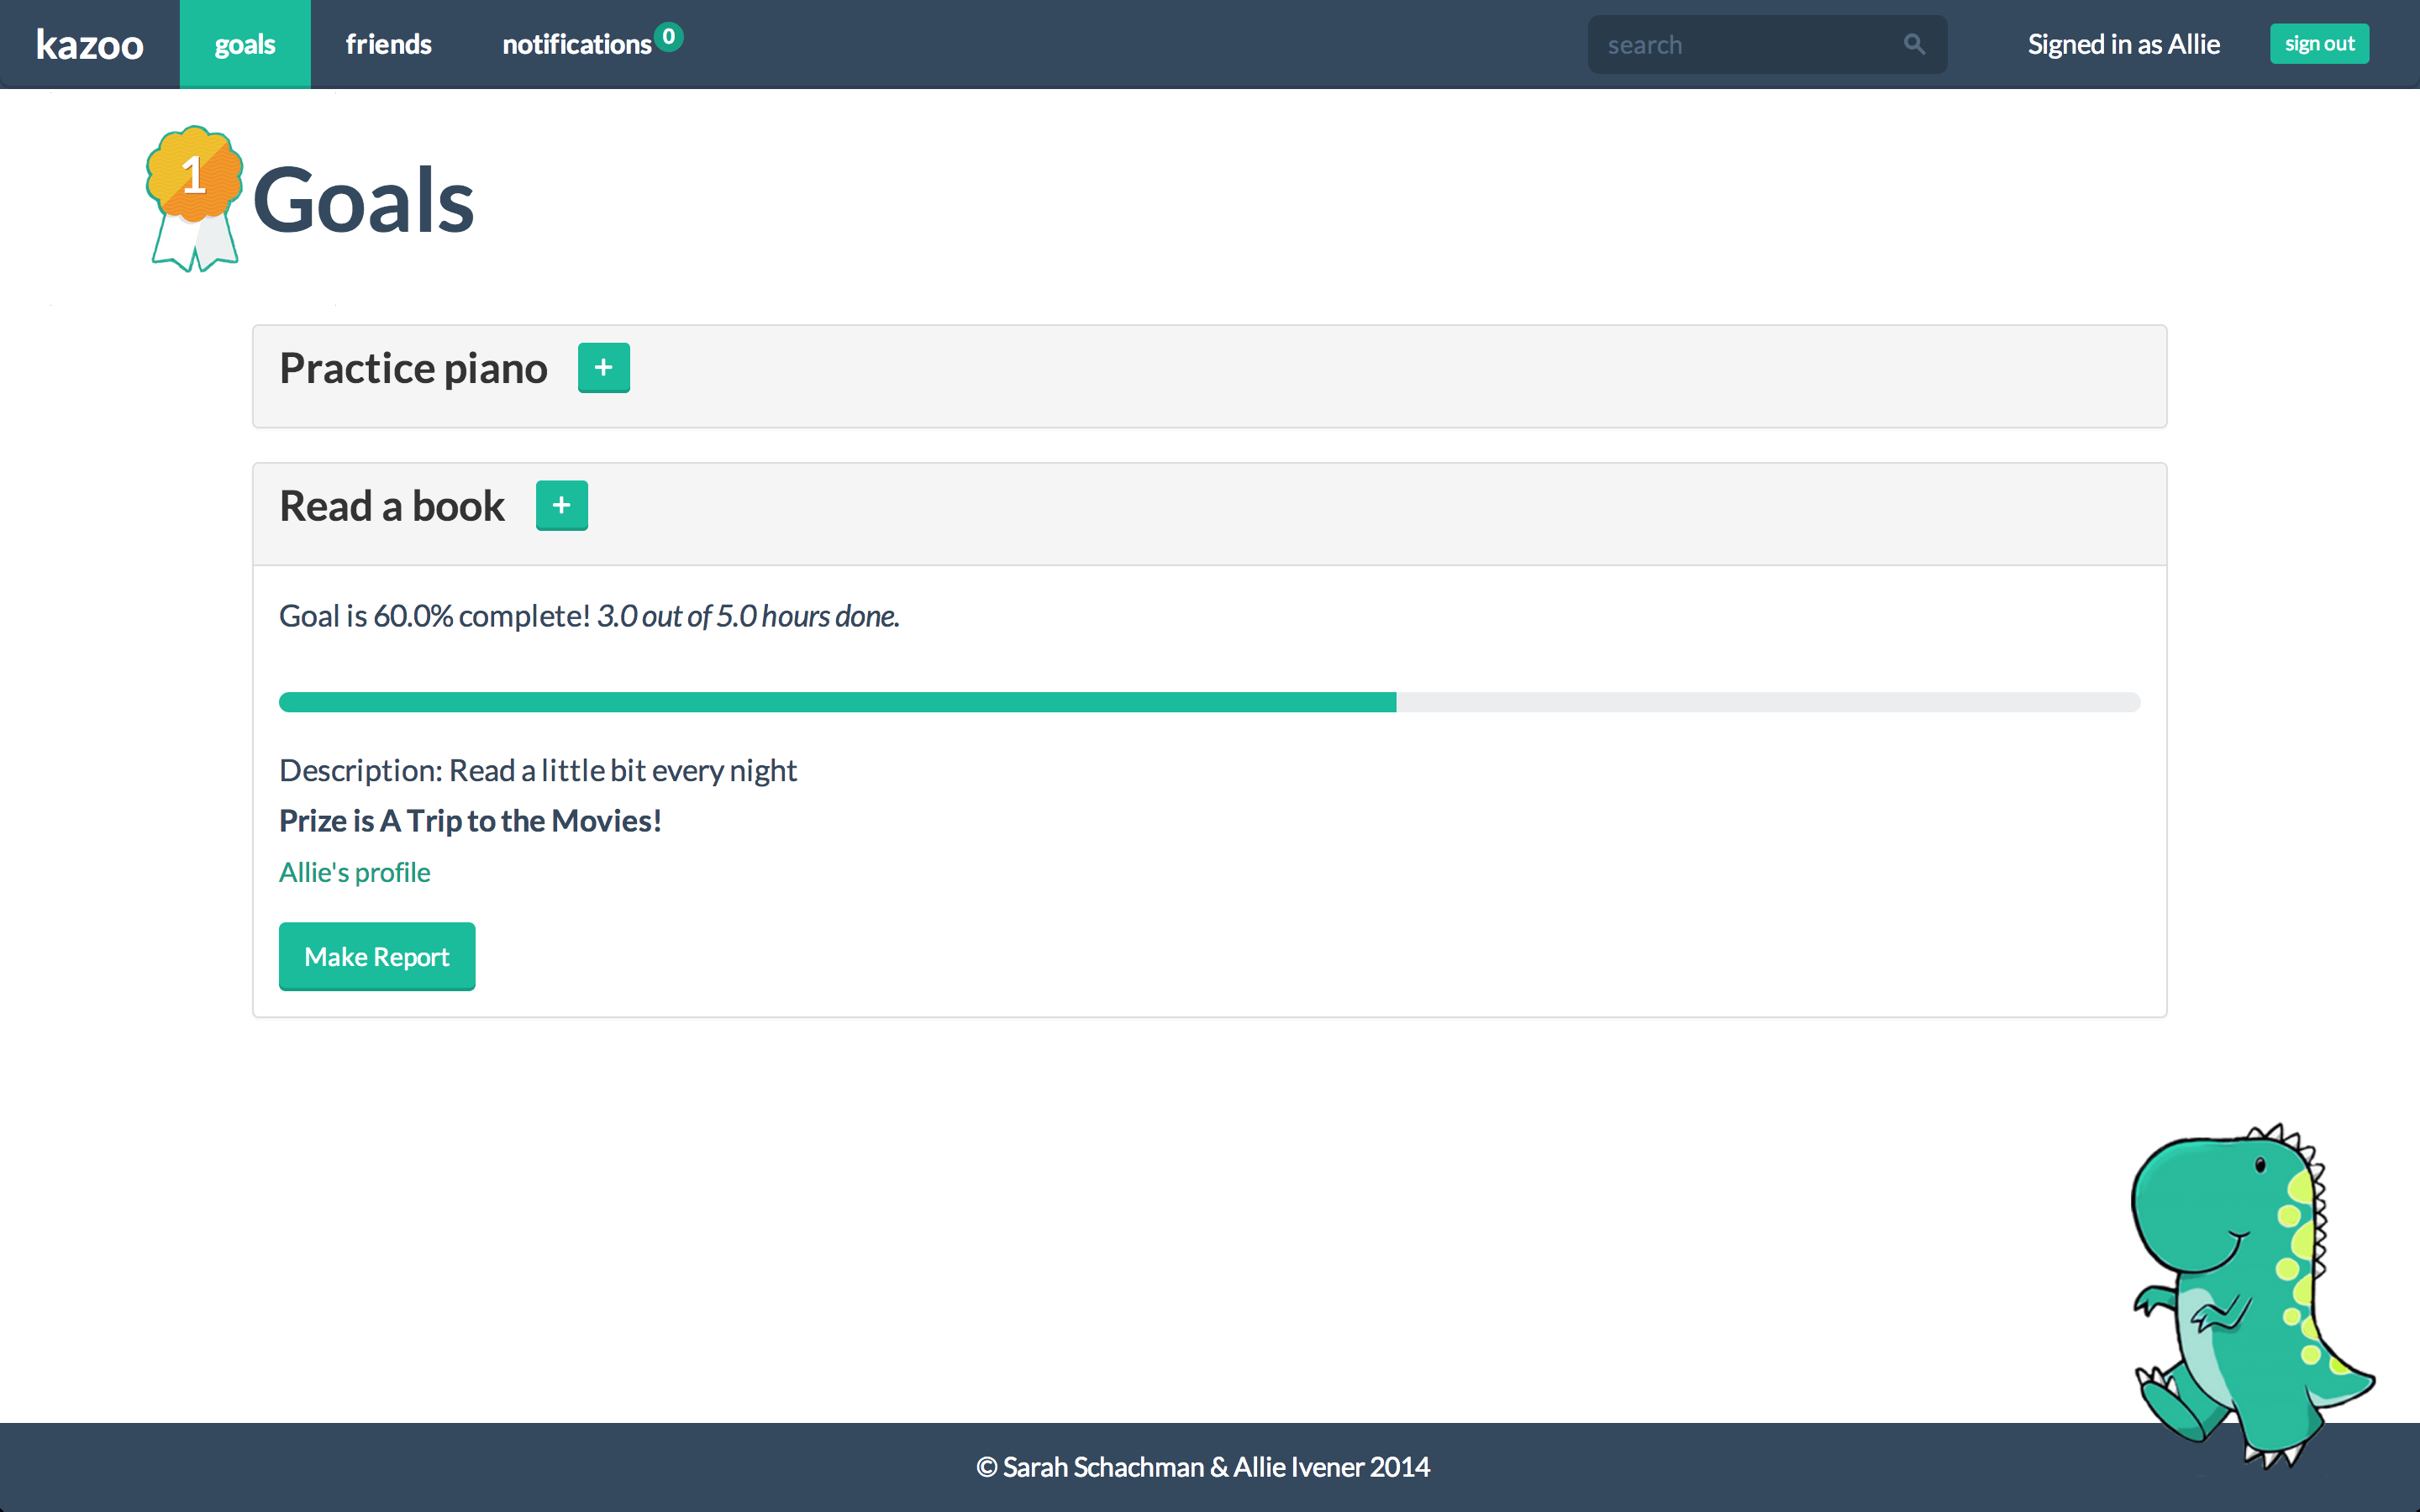 kazoo goals friends notifications 0 search Signed in as Allie sign out
1
Goals
Practice piano +
Read a book +
Goal is 60.0% complete! 3.0 out of 5.0 hours done.
Description: Read a little bit every night
Prize is A Trip to the Movies!
Allie's profile
Make Report
© Sarah Schachman & Allie Ivener 2014